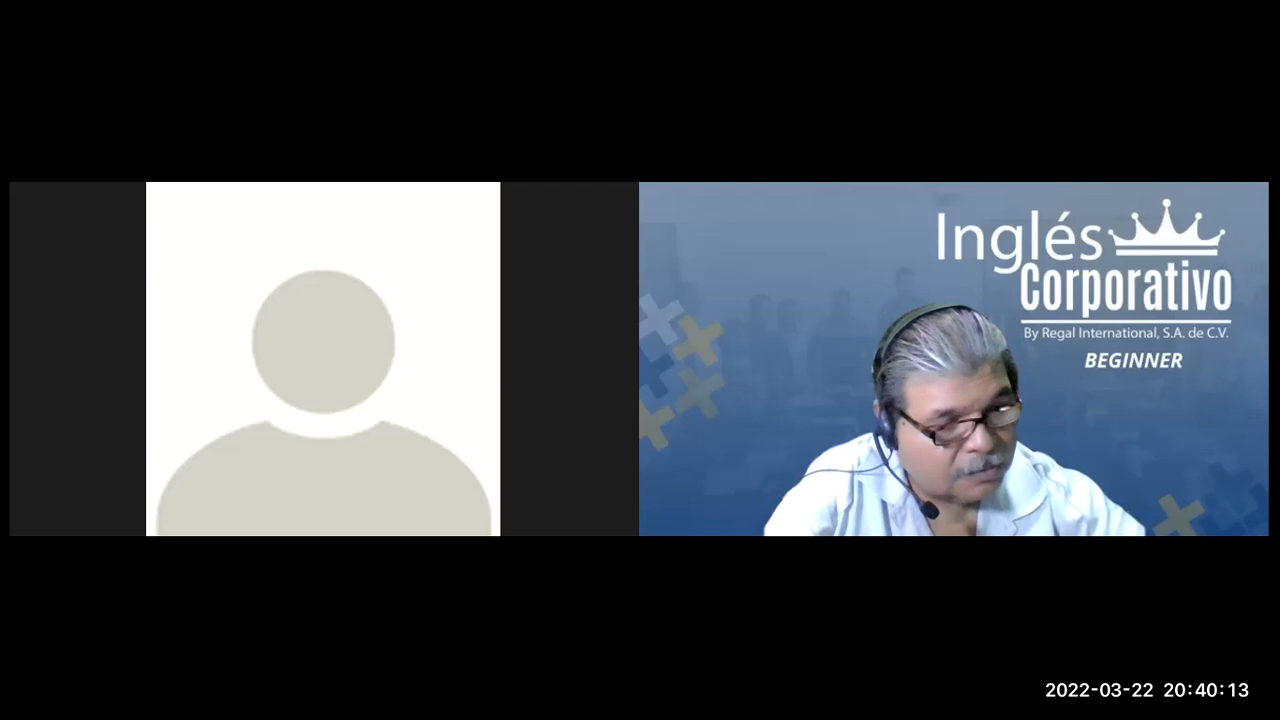 Inglés
Corporativo
By Regal International, S.A. de C.V.
BEGINNER
2022-03-22 20:40:13